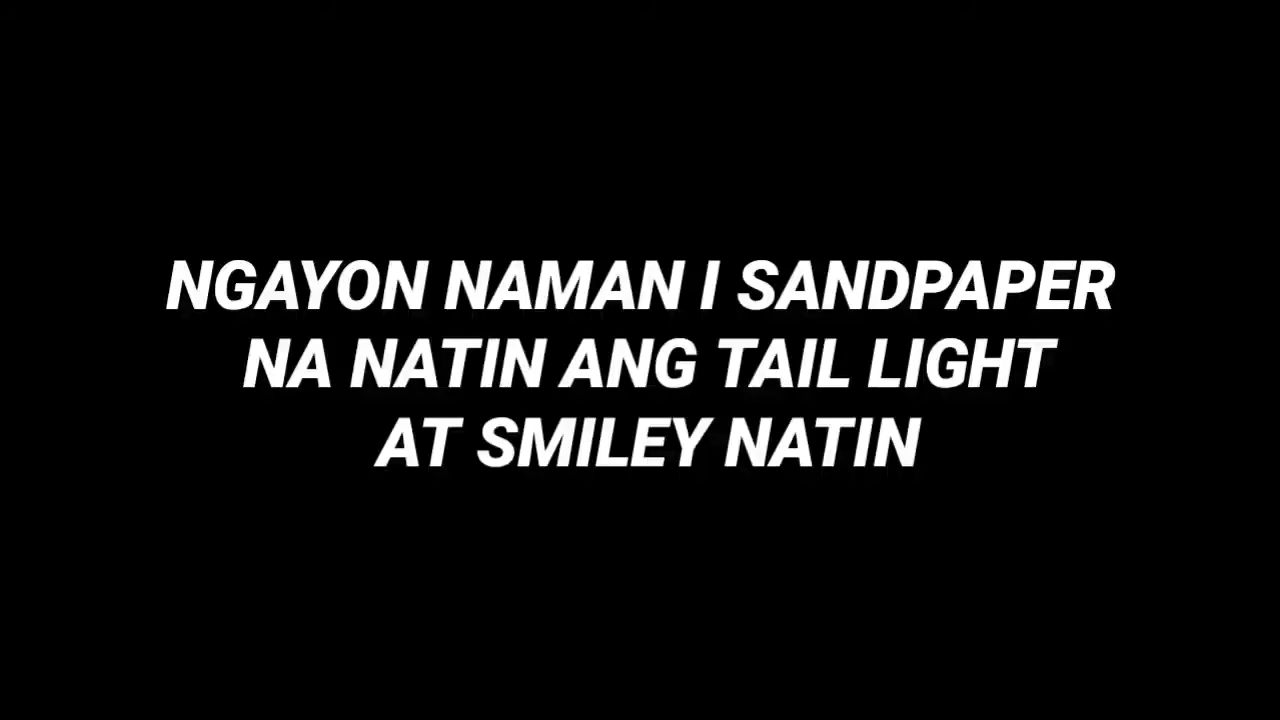 NGAYON NAMAN I SANDPAPER
NA NATIN ANG TAIL LIGHT
AT SMILEY NATIN